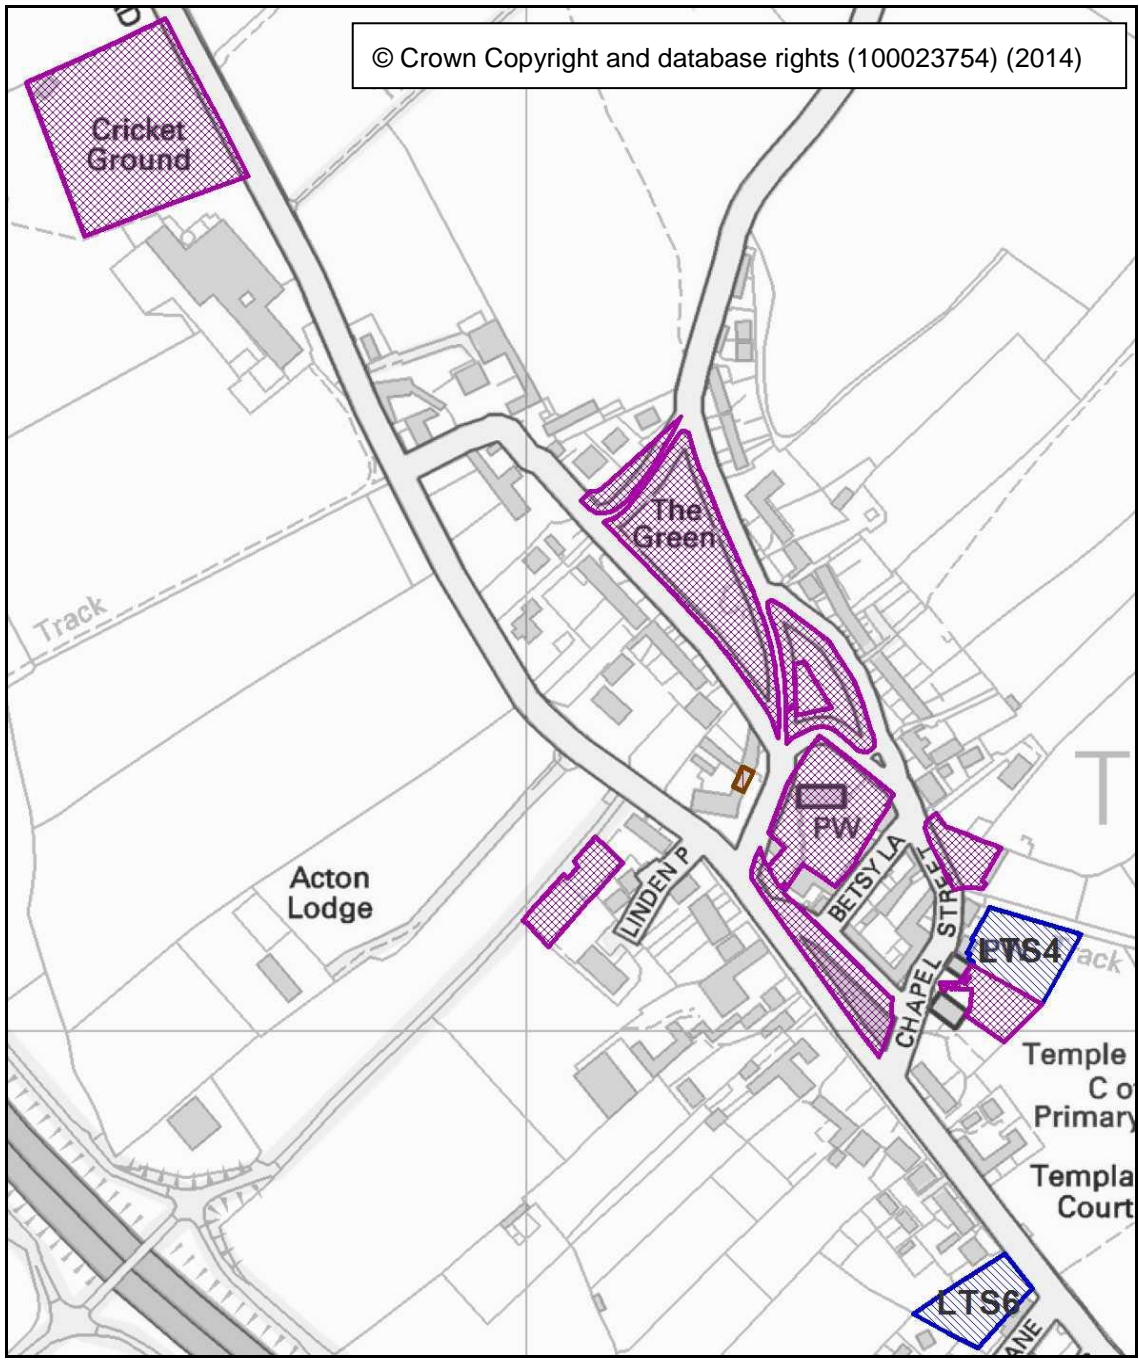 D
© Crown Copyright and database rights (100023754) (2014)
Cricket
Ground
The
Green
Track
T
PW
Acton
Lodge
LINDEN P
BETSY LA
CHAPEL STREET
LTS4
ack
Temple
C o
Primary
Templa
Court
LTS6
ANE